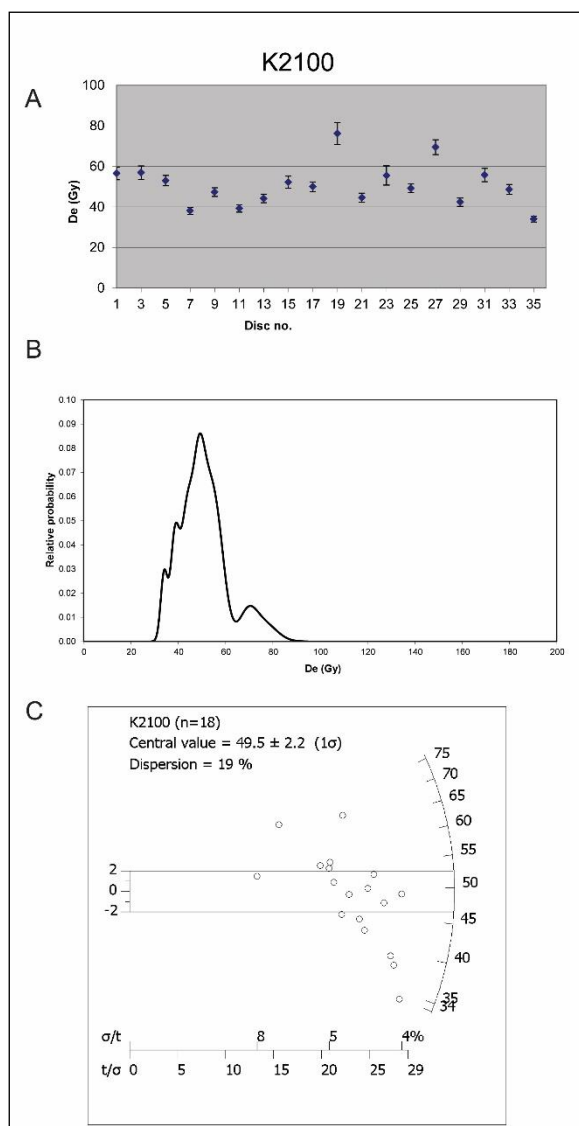 K2100
A
100
80
60
40
20
0
De (Gy)
1 3 5 7 9 11 13 15 17 19 21 23 25 27 29 31 33 35
Disc no.
B
0.10
0.09
0.08
0.07
0.06
0.05
0.04
0.03
0.02
0.01
0.00
Relative probability
0 20 40 60 80 100 120 140 160 180 200
De (Gy)
C
K2100 (n=18)
Central value = 49.5 ± 2.2 (1σ)
Dispersion = 19 %
75
70
65
60
55
50
45
40
35
34
2
0
-2
σ/t 8 5 4%
t/σ 0 5 10 15 20 25 29